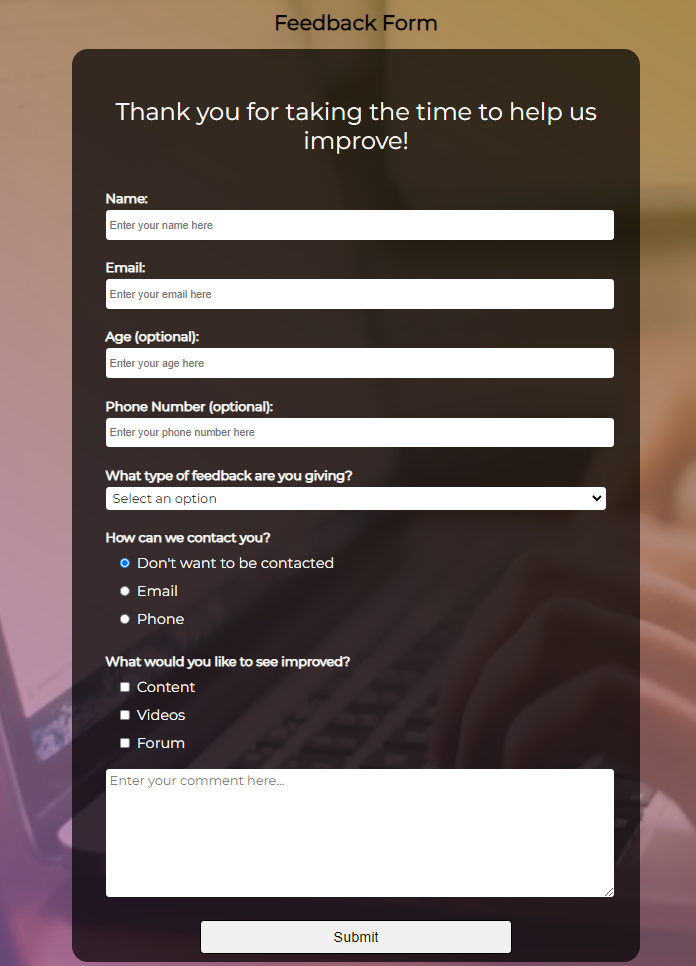 Feedback Form
Thank you for taking the time to help us
improve!
Name:
Enter your name here
Email:
Enter your email here
Age (optional):
Enter your age here
Phone Number (optional):
Enter your phone number here
What type of feedback are you giving?
Select an option
How can we contact you?
Don't want to be contacted
Email
Phone
What would you like to see improved?
Content
Videos
Forum
Enter your comment here...
Submit